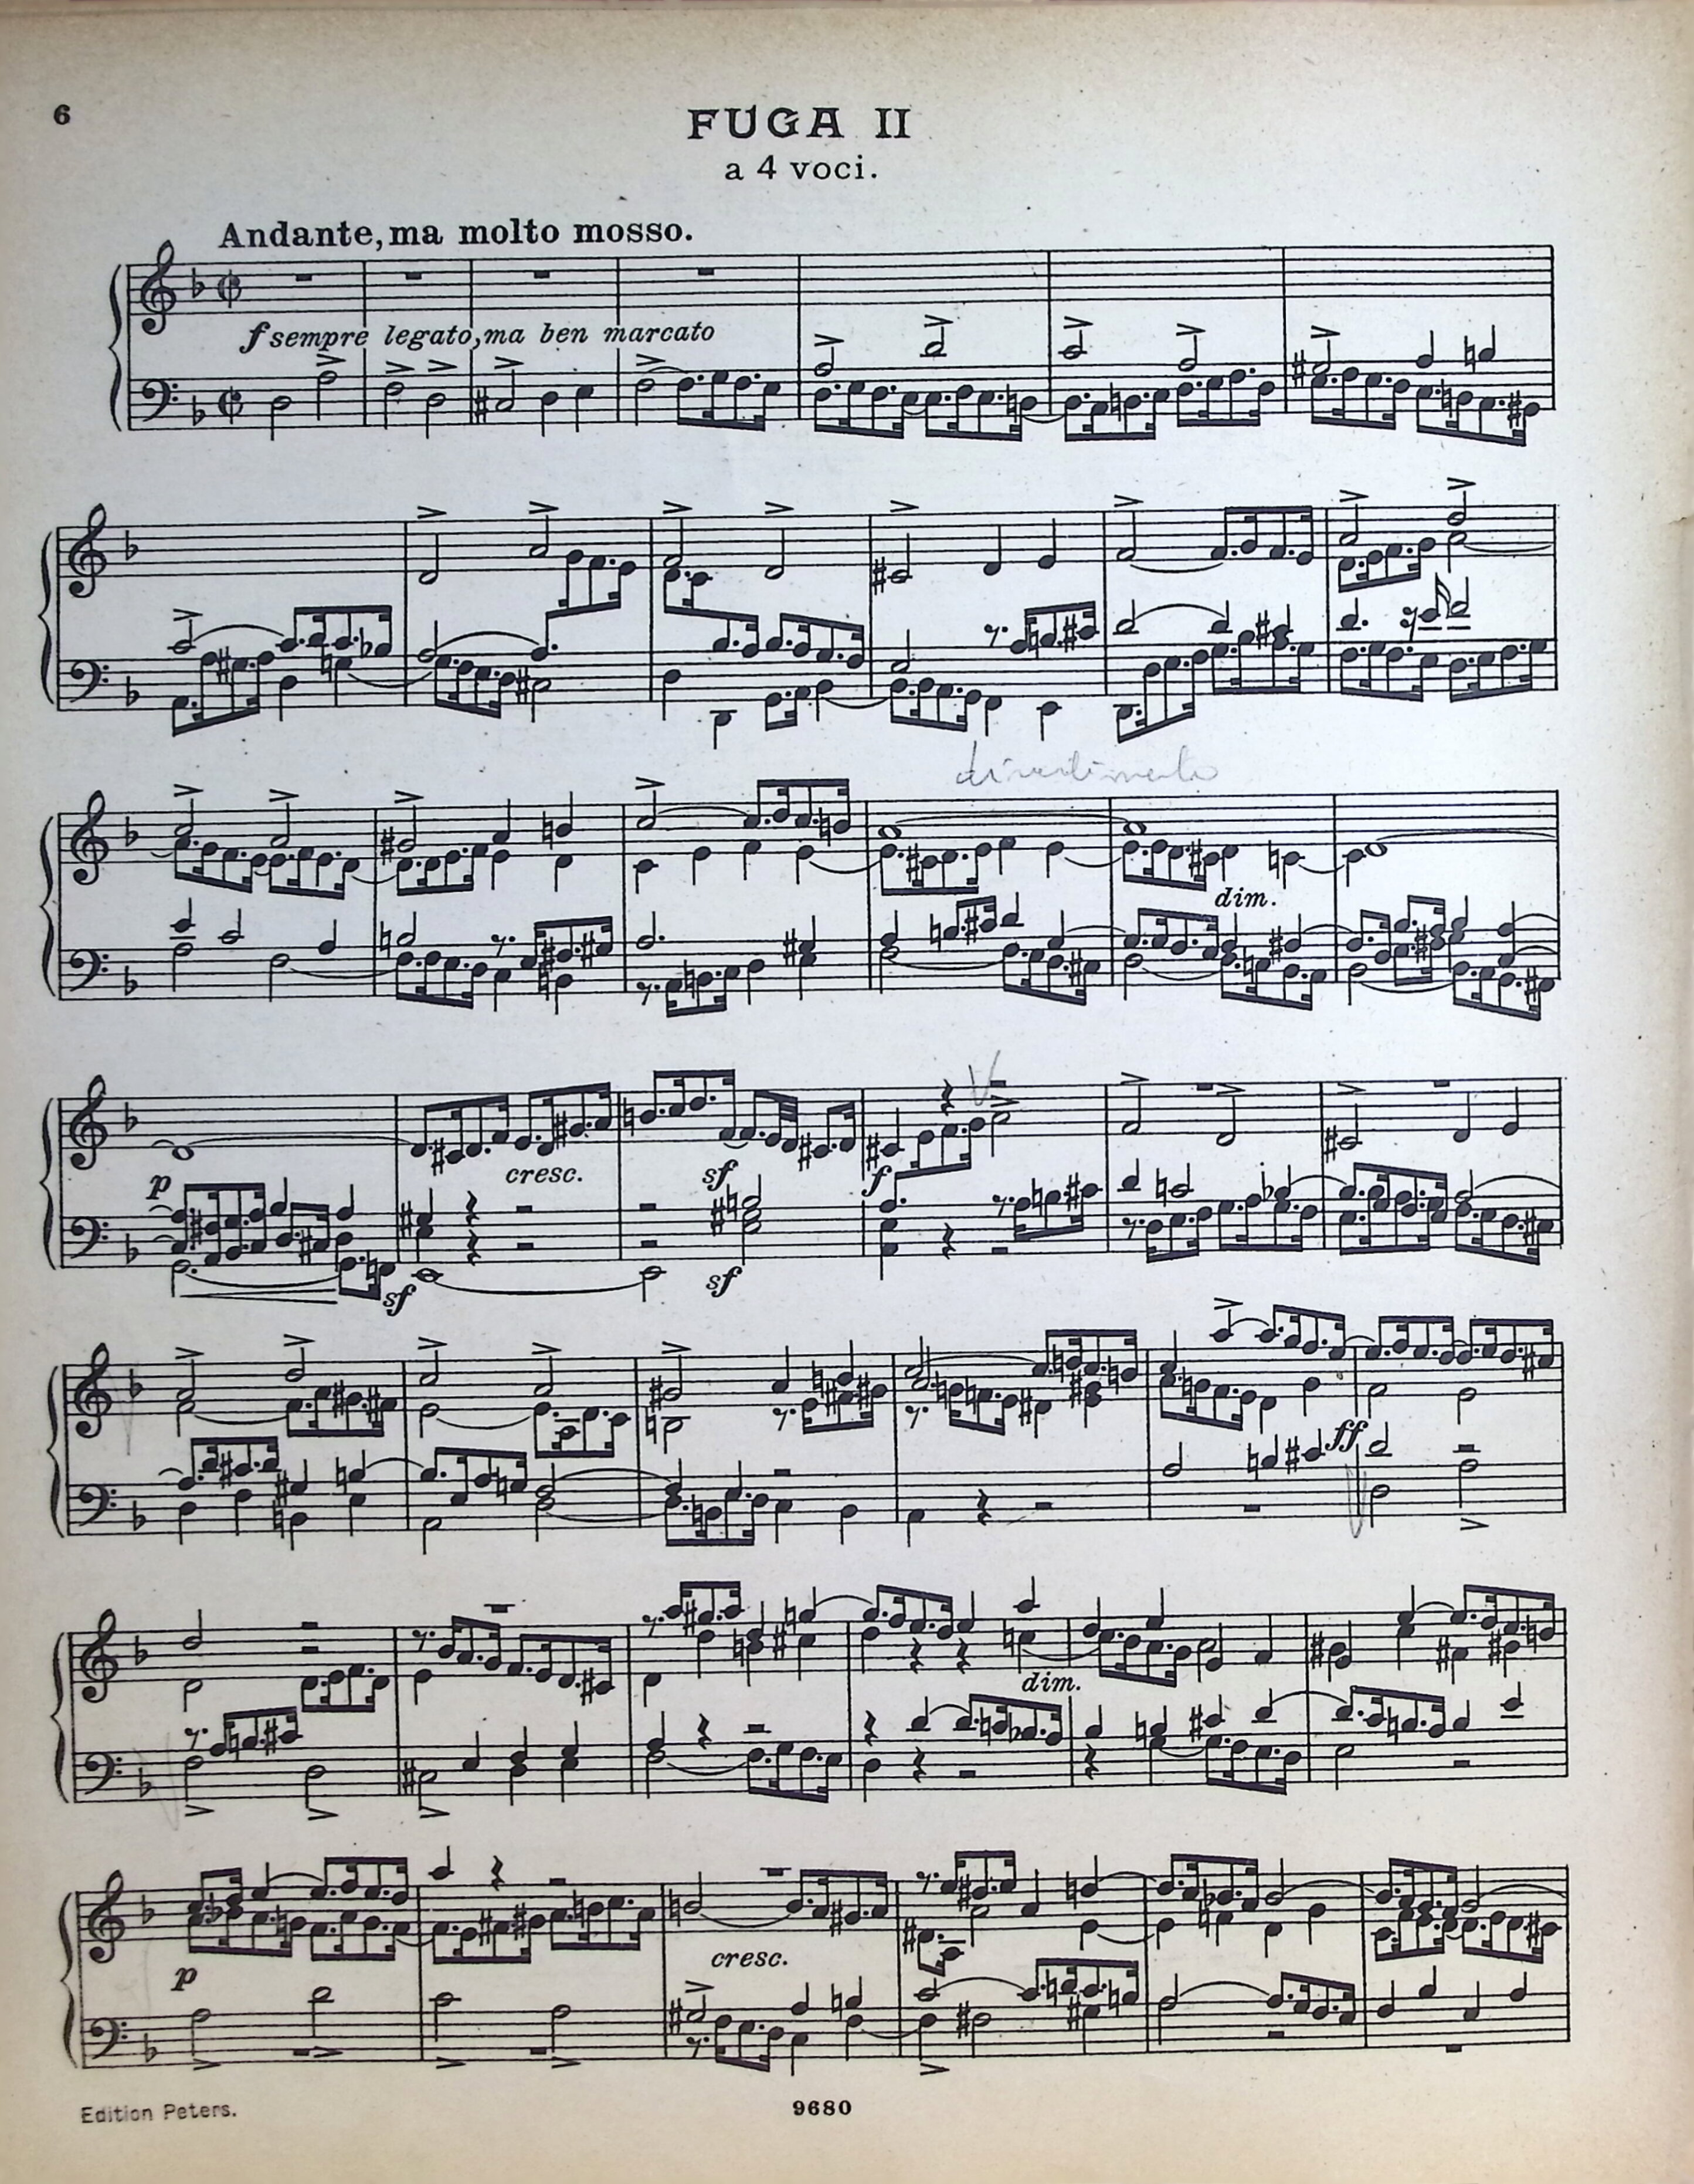 6
FUGA II
a 4 voci.
Andante, ma molto mosso.
f sempre legato, ma ben marcato
divertimento
dim.
p
cresc.
sf
f
sf
sf
ff
dim.
p
cresc.
Edition Peters.
9680